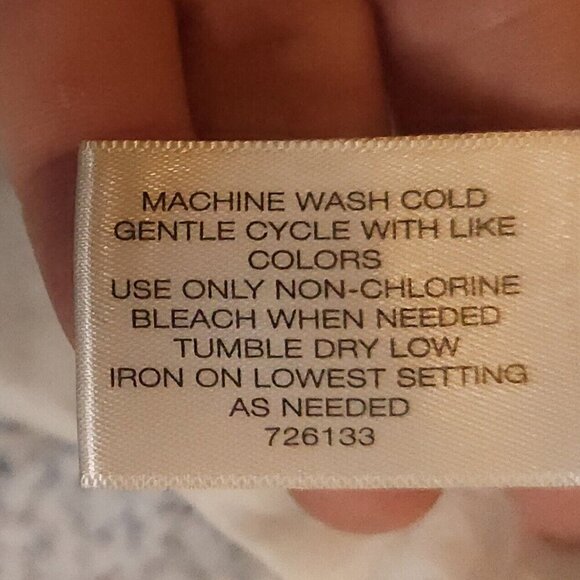 MACHINE WASH COLD
GENTLE CYCLE WITH LIKE
COLORS
USE ONLY NON-CHLORINE
BLEACH WHEN NEEDED
TUMBLE DRY LOW
IRON ON LOWEST SETTING
AS NEEDED
726133